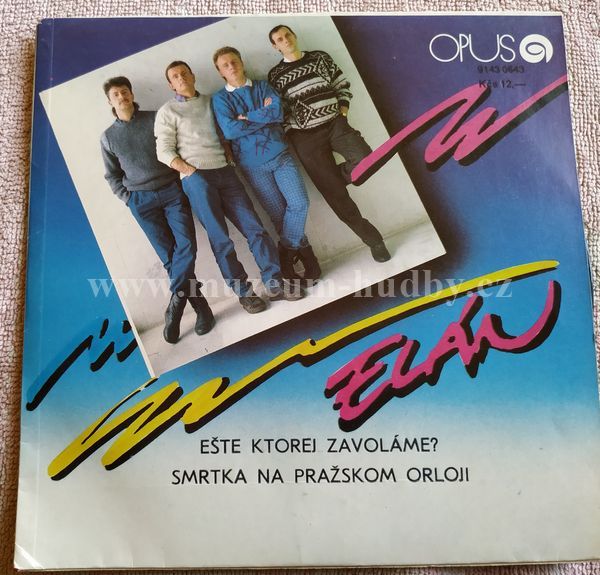 OPUS
9143 0643
Kčs 12,—
www.muzeum-hudby.cz
ELÁN
EŠTE KTOREJ ZAVOLÁME?
SMRTKA NA PRAŽSKOM ORLOJI